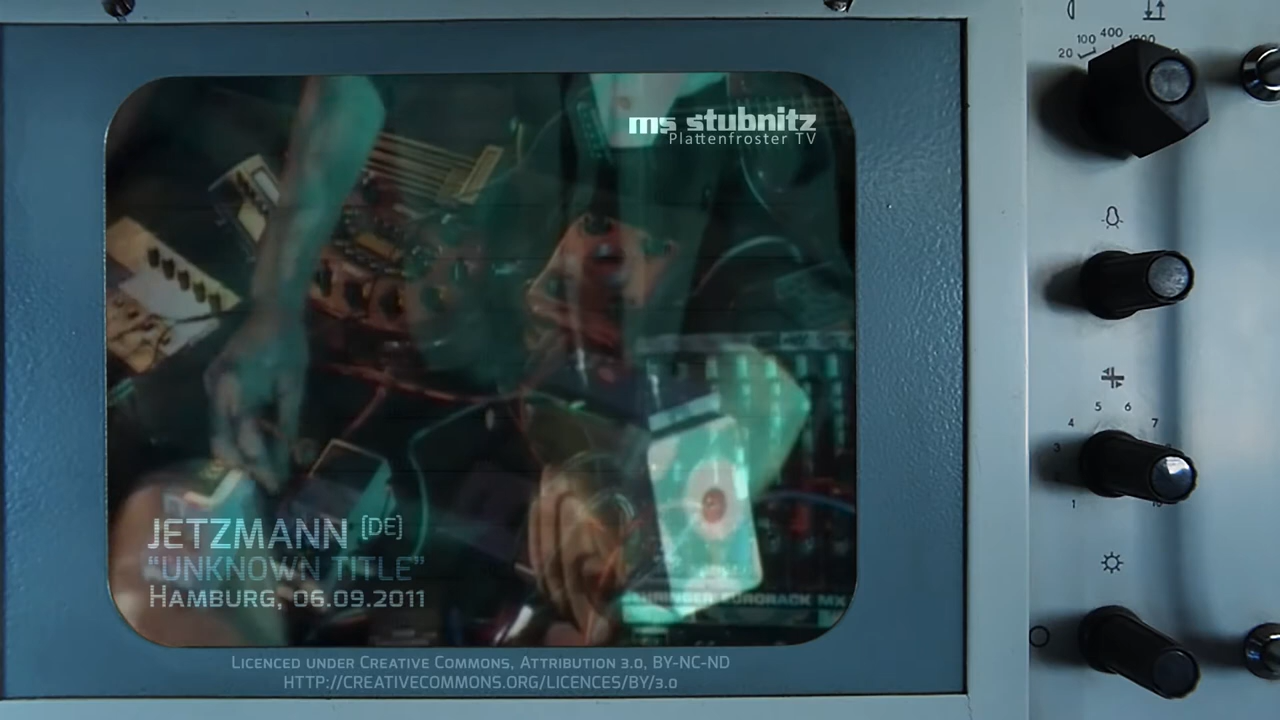 20 100 400 1000
ms stubnitz
Plattenfroster TV
5 6
4 7
3
1 10
JETZMANN [DE]
"UNKNOWN TITLE"
HAMBURG, 06.09.2011
EURORACK MX
LICENCED UNDER CREATIVE COMMONS, ATTRIBUTION 3.0, BY-NC-ND
HTTP://CREATIVECOMMONS.ORG/LICENCES/BY/3.0